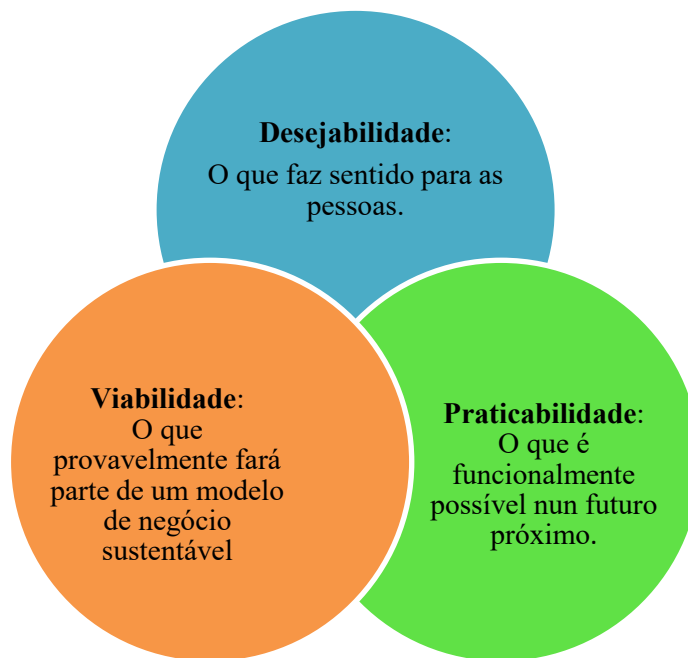 Desejabilidade:
O que faz sentido para as
pessoas.
Viabilidade:
O que
provavelmente fará
parte de um modelo
de negócio
sustentável
Praticabilidade:
O que é
funcionalmente
possível nun futuro
próximo.